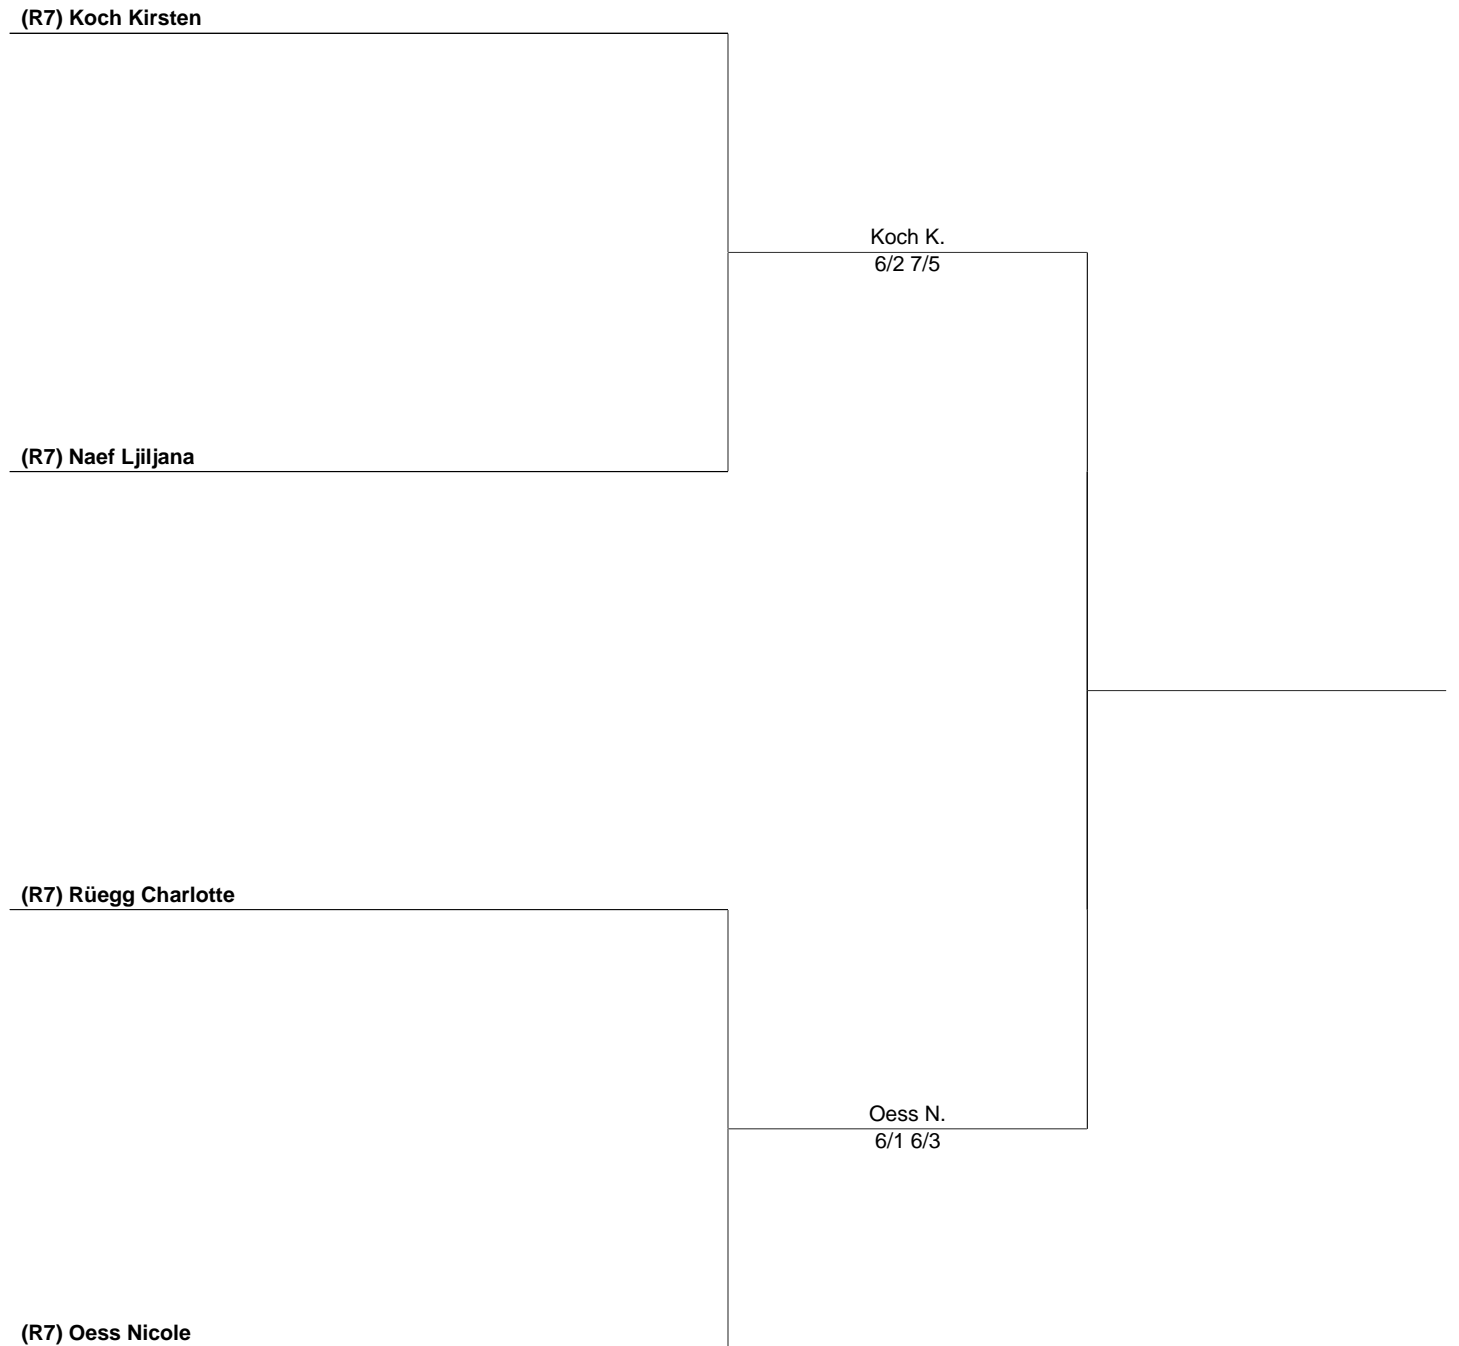 (R7) Koch Kirsten
Koch K.
6/2 7/5
(R7) Naef Ljiljana
(R7) Rüegg Charlotte
Oess N.
6/1 6/3
(R7) Oess Nicole